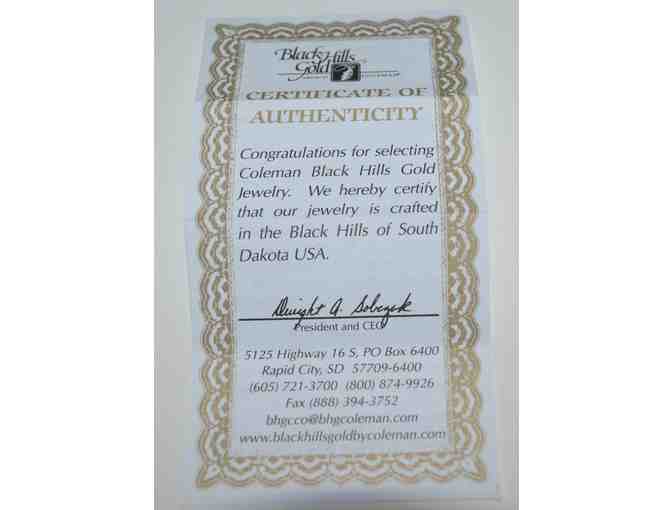 Black Hills
Gold
CERTIFICATE OF
AUTHENTICITY
Congratulations for selecting
Coleman Black Hills Gold
Jewelry. We hereby certify
that our jewelry is crafted
in the Black Hills of South
Dakota USA.
Dwight A. Sobczak
President and CEO
5125 Highway 16 S, PO Box 6400
Rapid City, SD 57709-6400
(605) 721-3700 (800) 874-9926
Fax (888) 394-3752
bhgcco@bhgcoleman.com
www.blackhillsgoldbycoleman.com